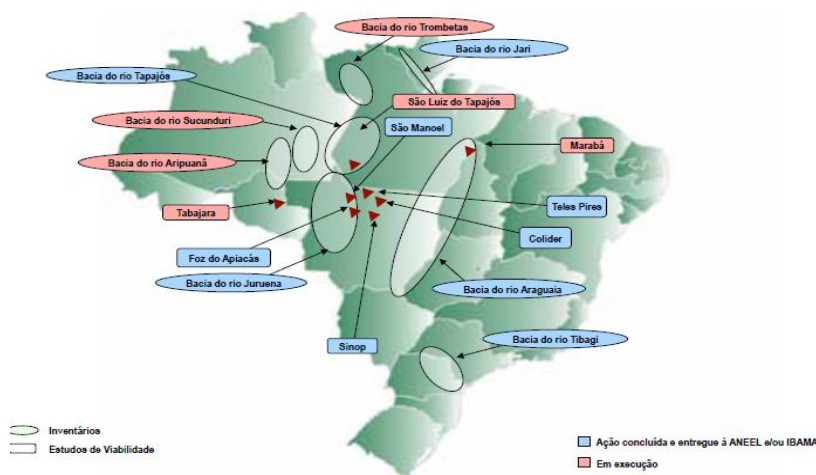 Bacia do rio Trombetas
Bacia do rio Jari
Bacia do rio Tapajós
São Luiz do Tapajós
Bacia do rio Sucunduri
São Manoel
Marabá
Bacia do rio Aripuanã
Tabajara
Teles Pires
Colider
Foz do Apiacás
Bacia do rio Juruena
Bacia do rio Araguaia
Sinop
Bacia do rio Tibagi
Inventários
Estudos de Viabilidade
Ação concluída e entregue à ANEEL e/ou IBAMA
Em execução